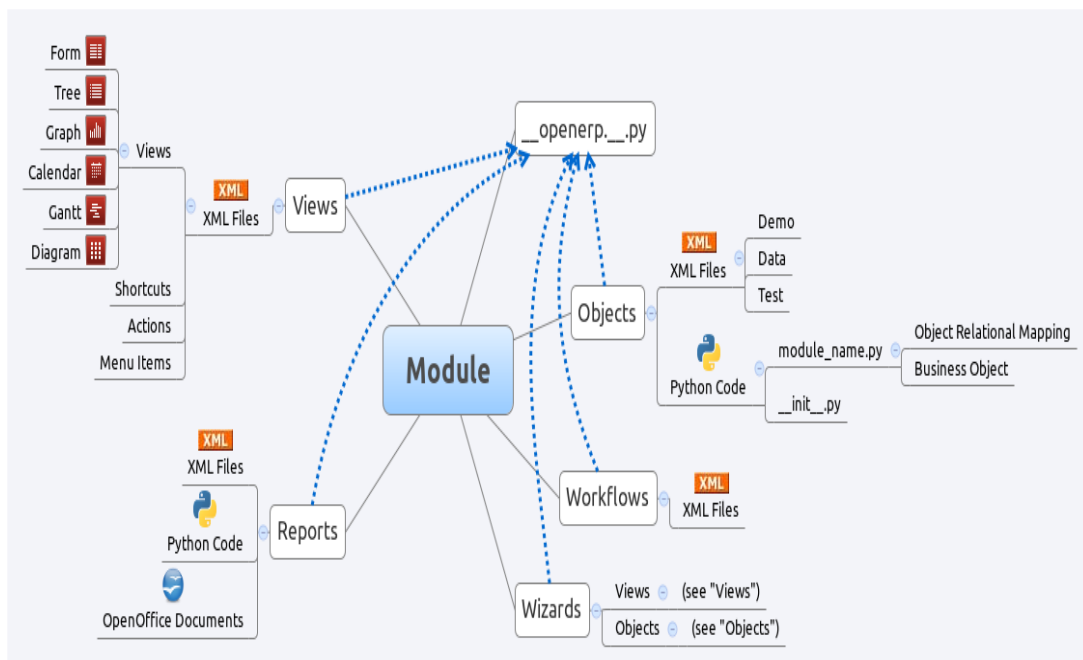 Form
Tree
Graph
Calendar
Gantt
Diagram
Views
Shortcuts
Actions
Menu Items
XML
XML Files
Views
__openerp.__.py
Module
Objects
XML
XML Files
Demo
Data
Test
Python Code
module_name.py
Object Relational Mapping
Business Object
__init__.py
Workflows
XML
XML Files
Wizards
Views
(see "Views")
Objects
(see "Objects")
Reports
XML
XML Files
Python Code
OpenOffice Documents